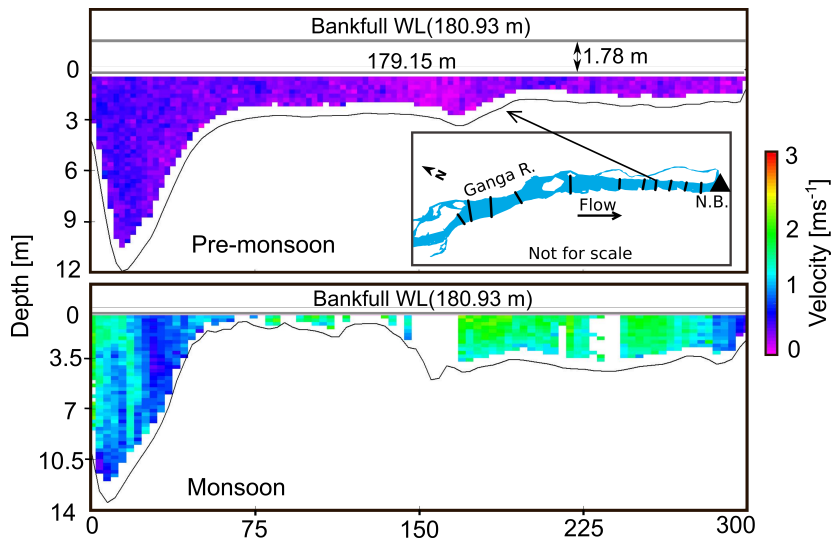 Bankfull WL(180.93 m)
179.15 m
1.78 m
0
3
6
9
12
Pre-monsoon
N
Ganga R.
Flow
N.B.
Not for scale
Depth [m]
Bankfull WL(180.93 m)
0
3.5
7
10.5
14
Monsoon
0
75
150
225
300
3
2
1
0
Velocity [ms-1]